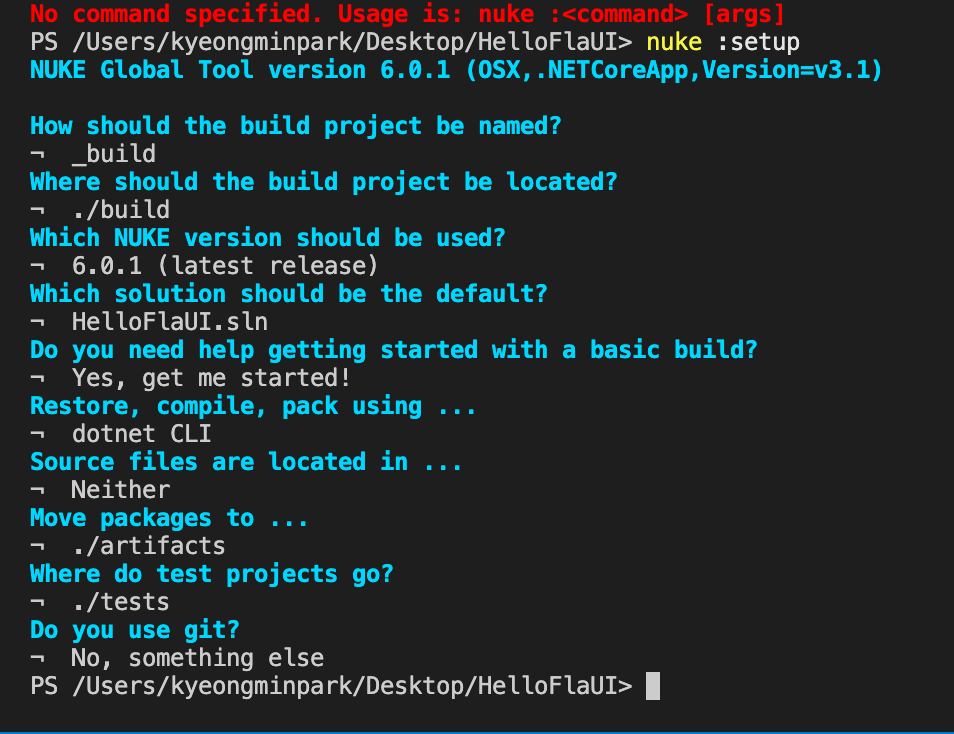 No command specified. Usage is: nuke :<command> [args]
PS /Users/kyeongminpark/Desktop/HelloFlaUI> nuke :setup
NUKE Global Tool version 6.0.1 (OSX,.NETCoreApp,Version=v3.1)
How should the build project be named?
¬  _build
Where should the build project be located?
¬  ./build
Which NUKE version should be used?
¬  6.0.1 (latest release)
Which solution should be the default?
¬  HelloFlaUI.sln
Do you need help getting started with a basic build?
¬  Yes, get me started!
Restore, compile, pack using ...
¬  dotnet CLI
Source files are located in ...
¬  Neither
Move packages to ...
¬  ./artifacts
Where do test projects go?
¬  ./tests
Do you use git?
¬  No, something else
PS /Users/kyeongminpark/Desktop/HelloFlaUI>